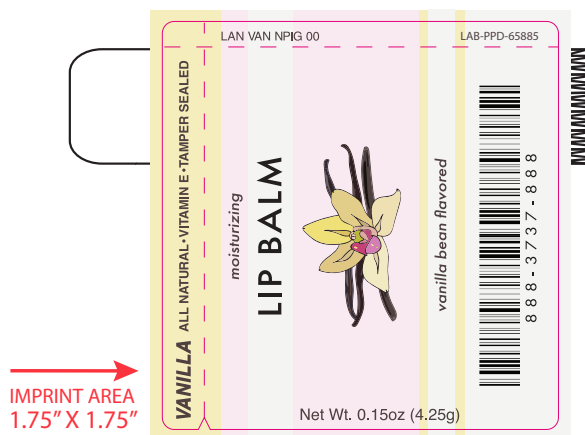 LAN VAN NPIG 00
LAB-PPD-65885
VANILLA ALL NATURAL•VITAMIN E•TAMPER SEALED
moisturizing
LIP BALM
vanilla bean flavored
888-3737-888
Net Wt. 0.15oz (4.25g)
IMPRINT AREA
1.75” X 1.75”